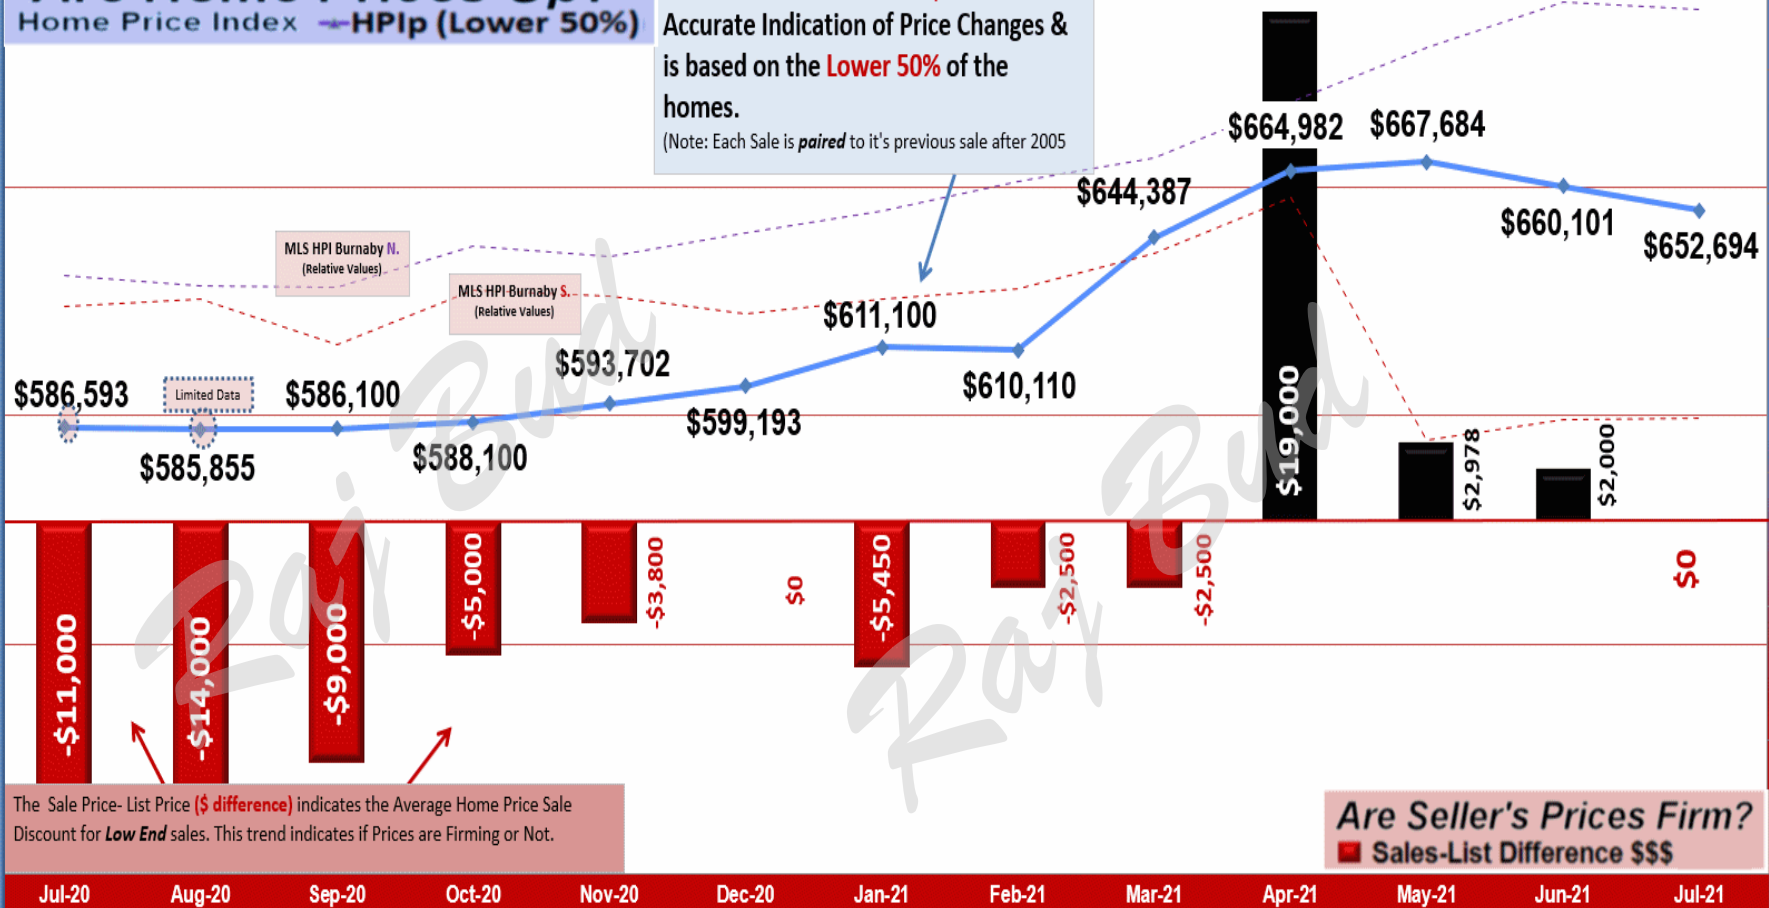 Home Price Index HPIp (Lower 50%)
Accurate Indication of Price Changes &
is based on the Lower 50% of the
homes.
(Note: Each Sale is paired to it's previous sale after 2005
$664,982 $667,684
$644,387
$660,101
$652,694
MLS HPI Burnaby N.
(Relative Values)
MLS HPI Burnaby S.
(Relative Values)
$611,100
$593,702
$610,110
$586,593
Limited Data
$586,100
$599,193
$585,855
$588,100
$19,000
$2,978
$2,000
-$11,000
-$14,000
-$9,000
-$5,000
-$3,800
$0
-$5,450
-$2,500
-$2,500
$0
Raj Bud
Raj Bud
The Sale Price- List Price ($ difference) indicates the Average Home Price Sale
Discount for Low End sales. This trend indicates if Prices are Firming or Not.
Are Seller's Prices Firm?
Sales-List Difference $$$
Jul-20 Aug-20 Sep-20 Oct-20 Nov-20 Dec-20 Jan-21 Feb-21 Mar-21 Apr-21 May-21 Jun-21 Jul-21